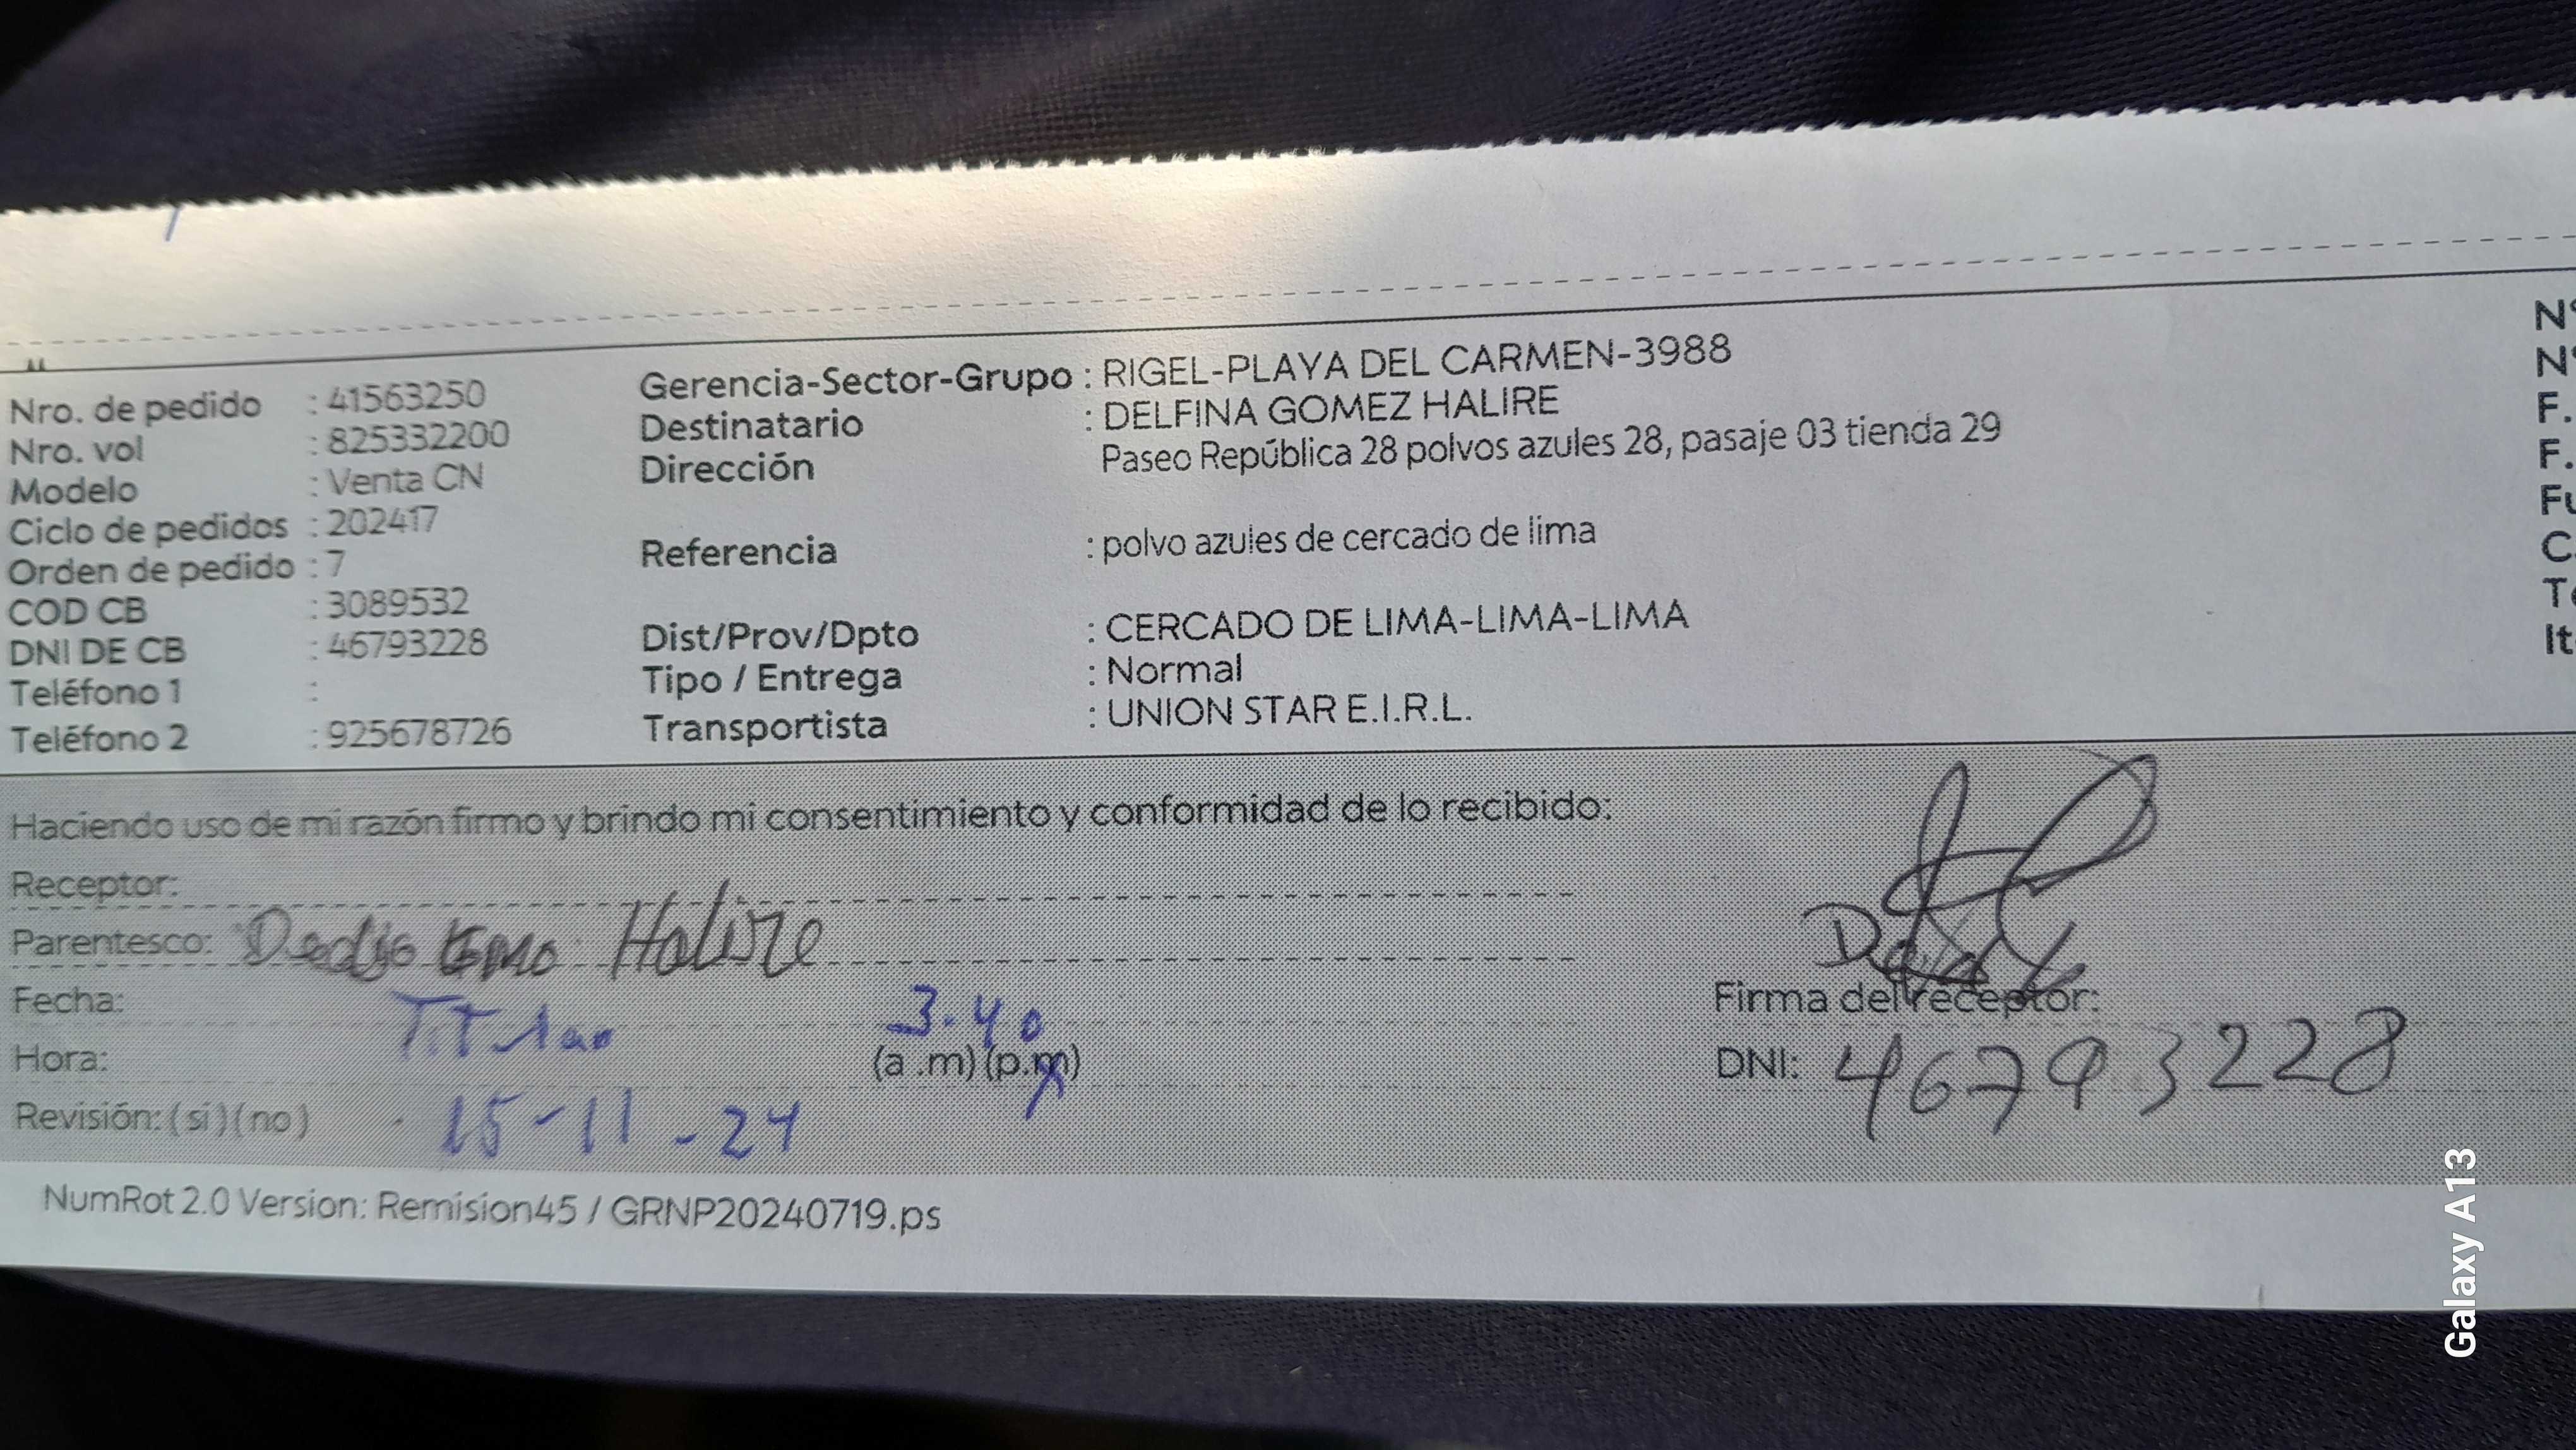 Nro. de pedido : 41563250
Nro. vol : 825332200
Modelo : Venta CN
Ciclo de pedidos : 202417
Orden de pedido : 7
COD CB : 3089532
DNI DE CB : 46793228
Teléfono 1 :
Teléfono 2 : 925678726
Gerencia-Sector-Grupo : RIGEL-PLAYA DEL CARMEN-3988
Destinatario : DELFINA GOMEZ HALIRE
Dirección : Paseo República 28 polvos azules 28, pasaje 03 tienda 29
Referencia : polvo azules de cercado de lima
Dist/Prov/Dpto : CERCADO DE LIMA-LIMA-LIMA
Tipo / Entrega : Normal
Transportista : UNION STAR E.I.R.L.
Nº
Nº
F.
F.
Haciendo uso de mi razón firmo y brindo mi consentimiento y conformidad de lo recibido:
Receptor:
Parentesco: Halire
Fecha: 3.40
Hora: (a .m) (p.m)
Revisión: (si) (no) 15-11-24
Firma del receptor:
DNI: 46793228
NumRot 2.0 Version: Remision45 / GRNP20240719.ps
Galaxy A13